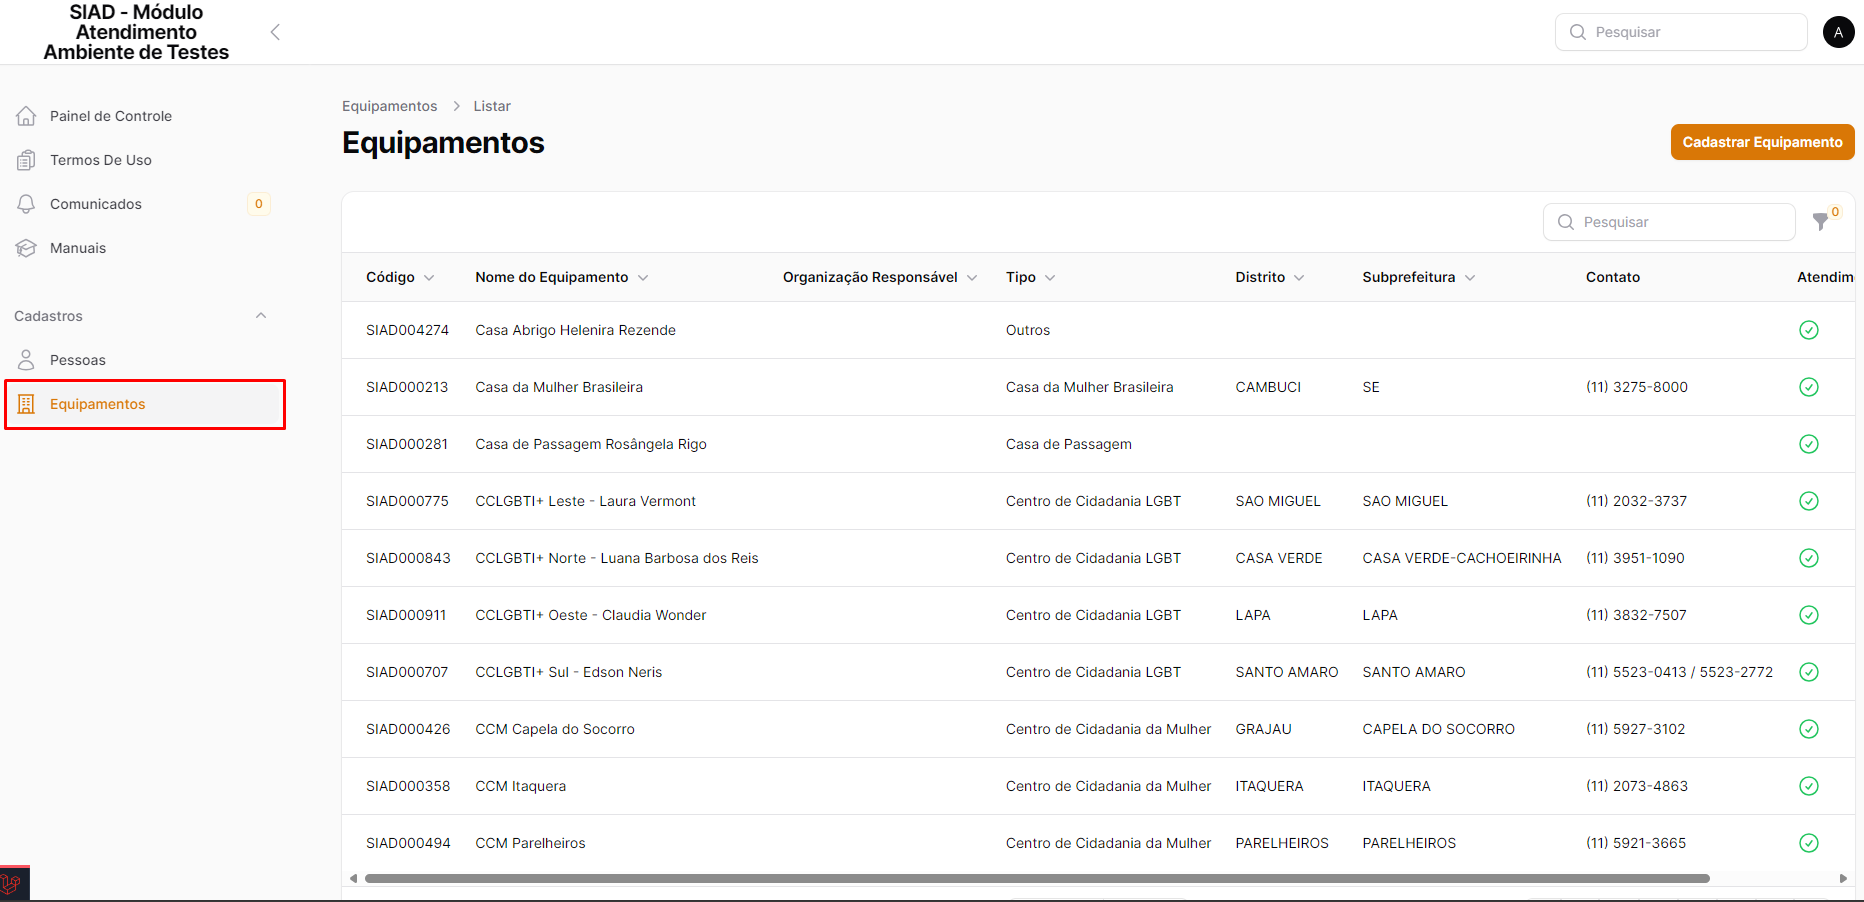 SIAD - Módulo
Atendimento
Ambiente de Testes
Pesquisar
A
Painel de Controle
Termos De Uso
Comunicados 0
Manuais
Cadastros
Pessoas
Equipamentos
Equipamentos > Listar
Equipamentos
Cadastrar Equipamento
Pesquisar
0
Código Nome do Equipamento Organização Responsável Tipo Distrito Subprefeitura Contato Atendim
SIAD004274 Casa Abrigo Helenira Rezende Outros
SIAD000213 Casa da Mulher Brasileira Casa da Mulher Brasileira CAMBUCI SE (11) 3275-8000
SIAD000281 Casa de Passagem Rosângela Rigo Casa de Passagem
SIAD000775 CCLGBTI+ Leste - Laura Vermont Centro de Cidadania LGBT SAO MIGUEL SAO MIGUEL (11) 2032-3737
SIAD000843 CCLGBTI+ Norte - Luana Barbosa dos Reis Centro de Cidadania LGBT CASA VERDE CASA VERDE-CACHOEIRINHA (11) 3951-1090
SIAD000911 CCLGBTI+ Oeste - Claudia Wonder Centro de Cidadania LGBT LAPA LAPA (11) 3832-7507
SIAD000707 CCLGBTI+ Sul - Edson Neris Centro de Cidadania LGBT SANTO AMARO SANTO AMARO (11) 5523-0413 / 5523-2772
SIAD000426 CCM Capela do Socorro Centro de Cidadania da Mulher GRAJAU CAPELA DO SOCORRO (11) 5927-3102
SIAD000358 CCM Itaquera Centro de Cidadania da Mulher ITAQUERA ITAQUERA (11) 2073-4863
SIAD000494 CCM Parelheiros Centro de Cidadania da Mulher PARELHEIROS PARELHEIROS (11) 5921-3665